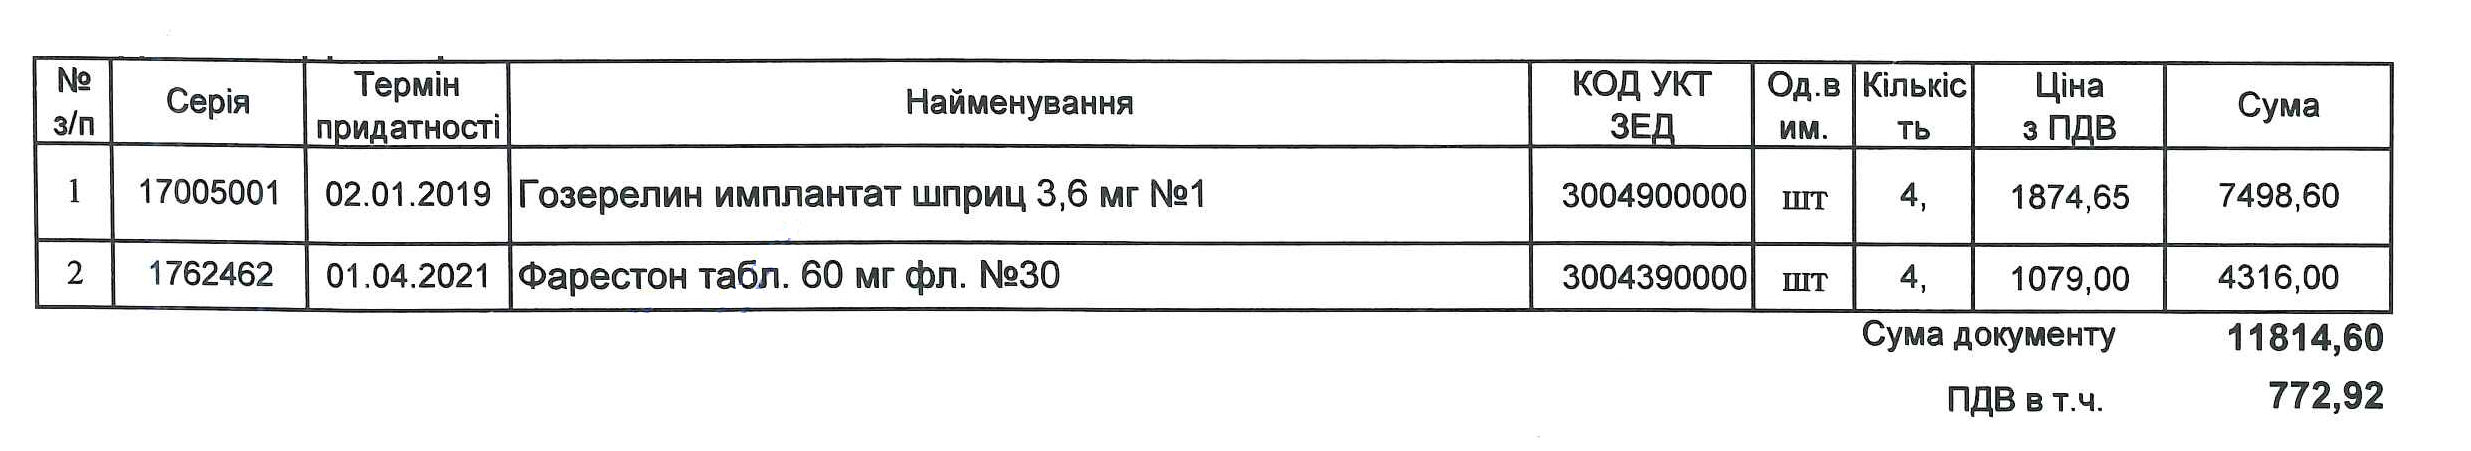 № з/п Серія Термін придатності Найменування КОД УКТ ЗЕД Од.в им. Кількіс ть Ціна з ПДВ Сума
1 17005001 02.01.2019 Гозерелин имплантат шприц 3,6 мг №1 3004900000 шт 4, 1874,65 7498,60
2 1762462 01.04.2021 Фарестон табл. 60 мг фл. №30 3004390000 шт 4, 1079,00 4316,00
Сума документу 11814,60
ПДВ в т.ч. 772,92